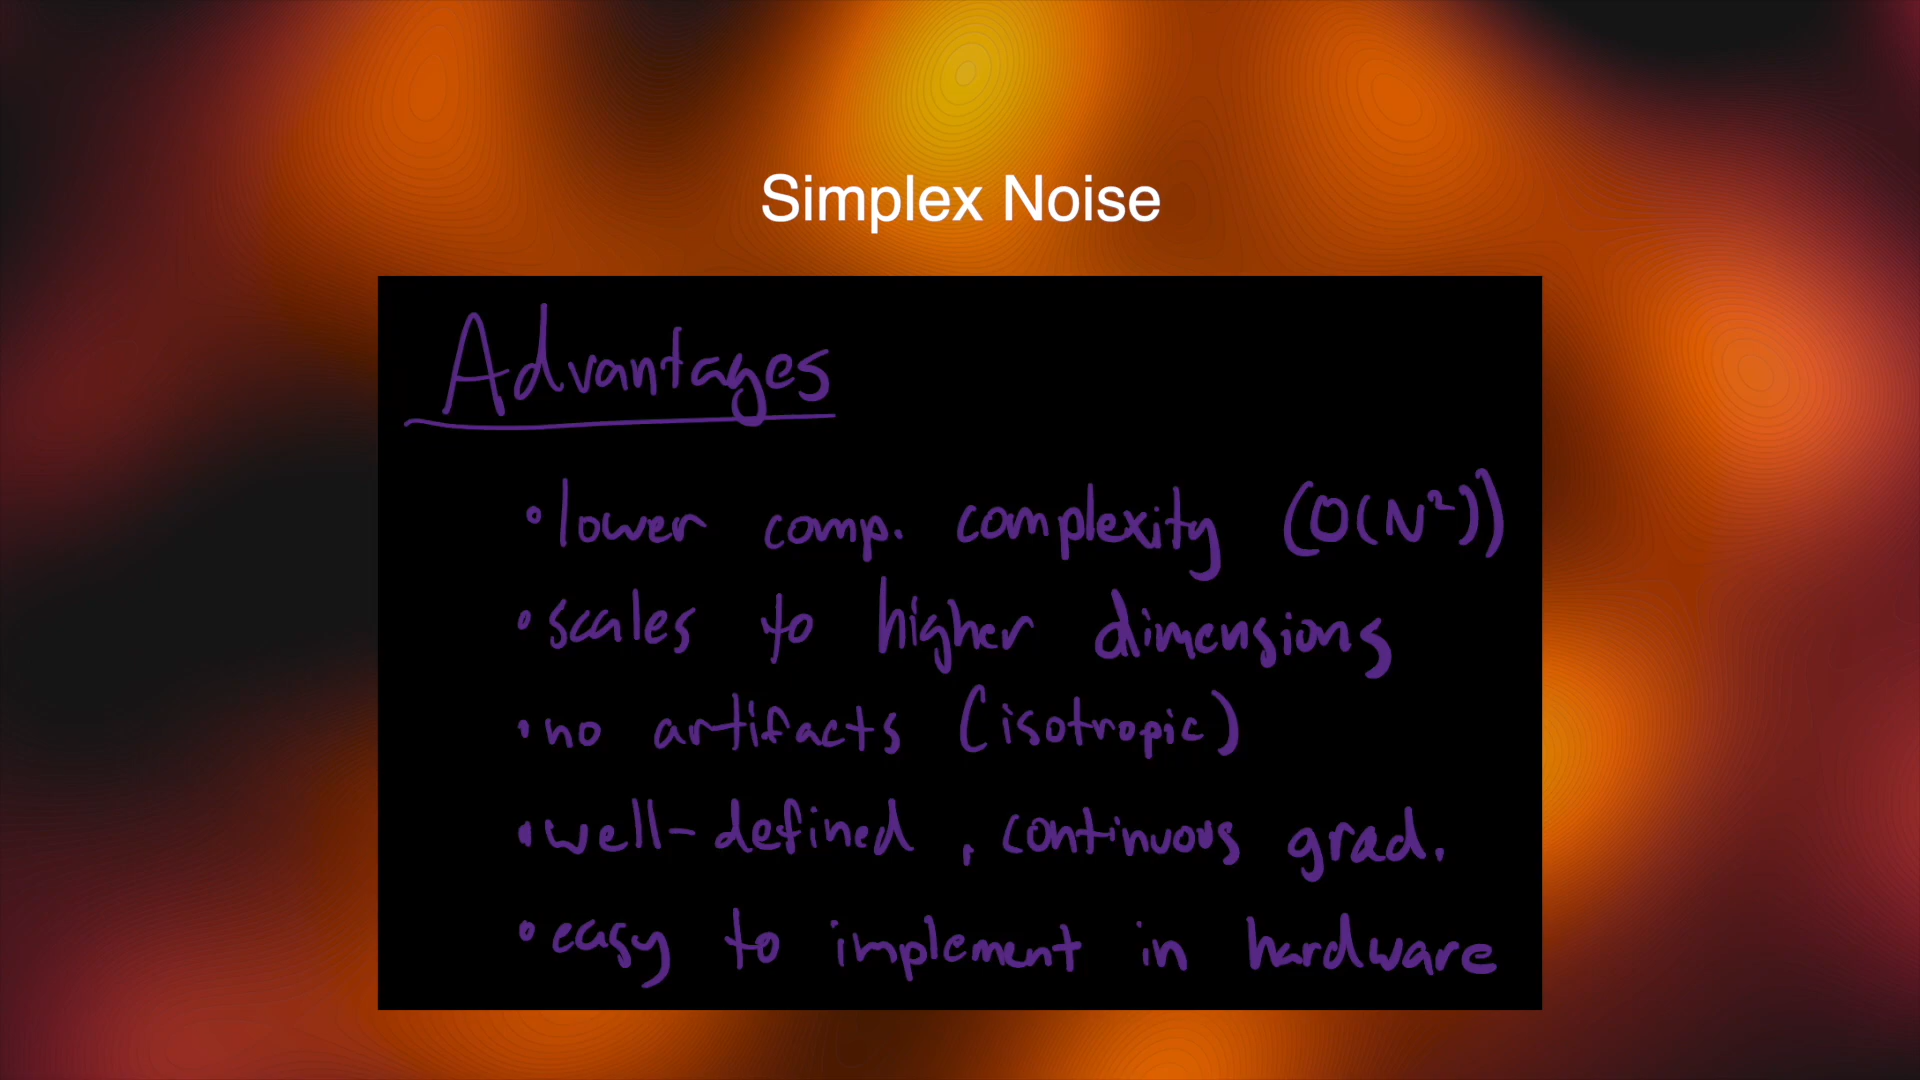 Simplex Noise
Advantages
• lower comp. complexity (O(N²))
• scales to higher dimensions
• no artifacts (isotropic)
• well-defined, continuous grad.
• easy to implement in hardware